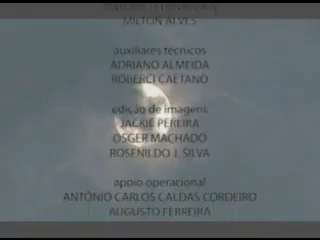 MILTON ALVES
auxiliares técnicos
ADRIANO ALMEIDA
ROBERCI CAETANO
edição de imagens
JACKIE PEREIRA
OSGER MACHADO
ROSENILDO J. SILVA
apoio operacional
ANTÔNIO CARLOS CALDAS CORDEIRO
AUGUSTO FERREIRA